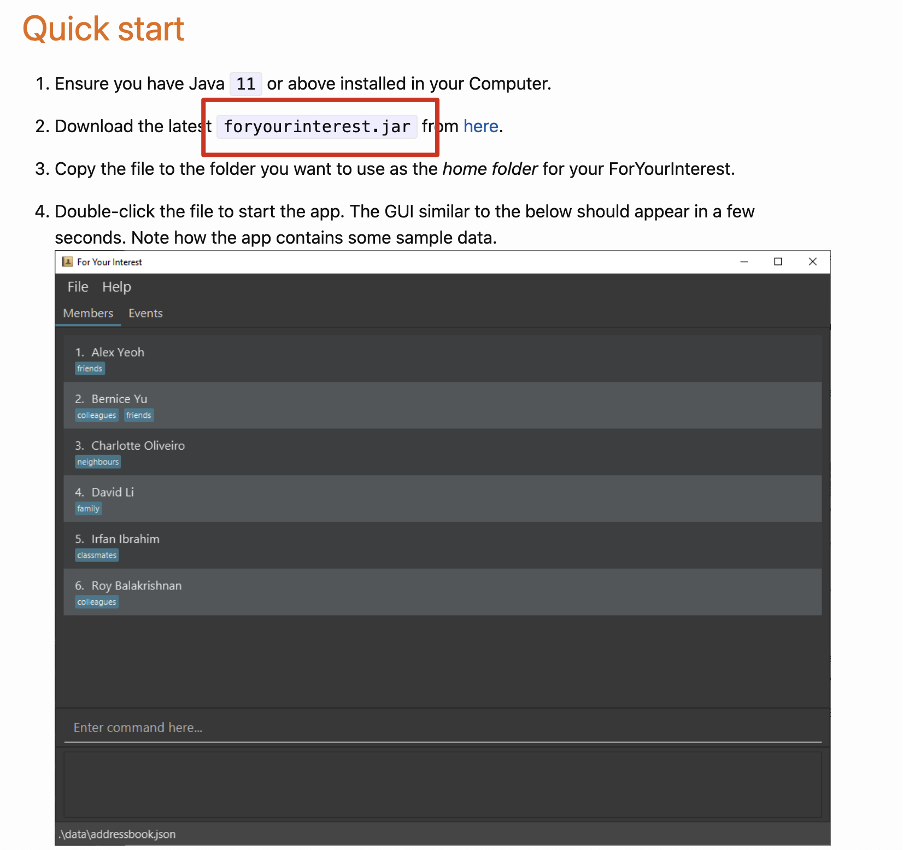 Quick start
1. Ensure you have Java 11 or above installed in your Computer.
2. Download the latest foryourinterest.jar from here.
3. Copy the file to the folder you want to use as the home folder for your ForYourInterest.
4. Double-click the file to start the app. The GUI similar to the below should appear in a few
seconds. Note how the app contains some sample data.
For Your Interest
File Help
Members Events
1. Alex Yeoh
friends
2. Bernice Yu
colleagues friends
3. Charlotte Oliveiro
neighbours
4. David Li
family
5. Irfan Ibrahim
classmates
6. Roy Balakrishnan
colleagues
Enter command here...
.\data\addressbook.json